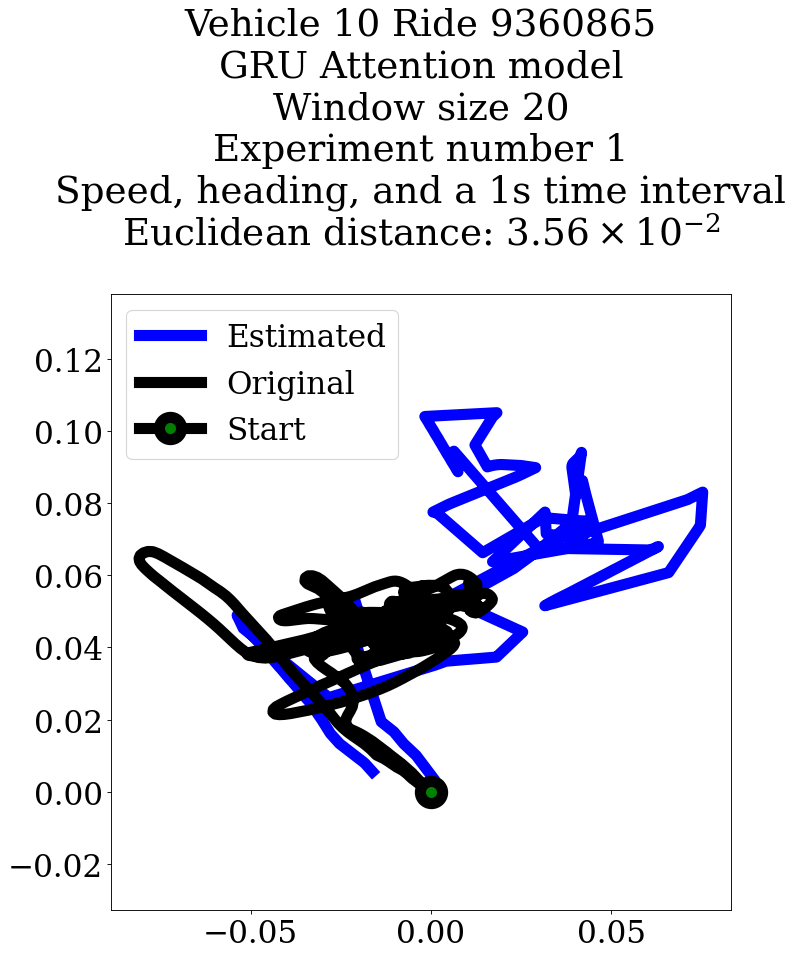 Vehicle 10 Ride 9360865
GRU Attention model
Window size 20
Experiment number 1
Speed, heading, and a 1s time interval
Euclidean distance: 3.56 × 10⁻²
Estimated
Original
Start
0.12
0.10
0.08
0.06
0.04
0.02
0.00
−0.02
−0.05
0.00
0.05